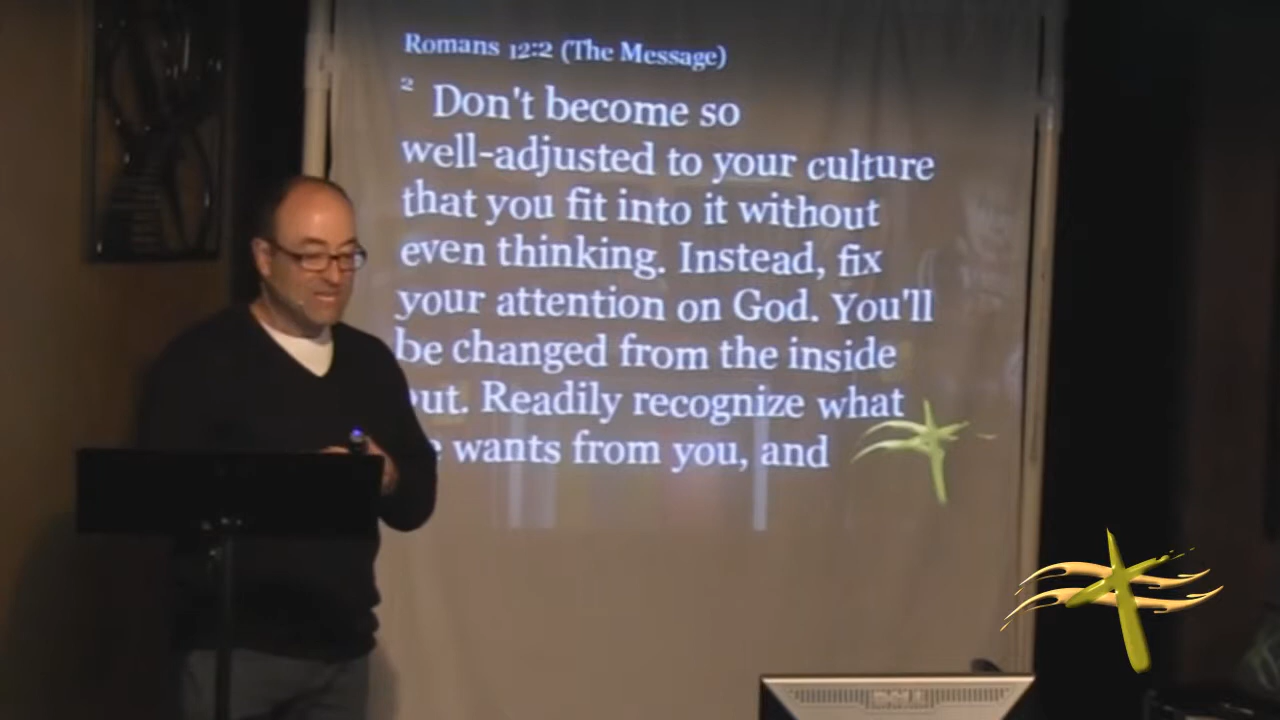 Romans 12:2 (The Message)
2 Don't become so
well-adjusted to your culture
that you fit into it without
even thinking. Instead, fix
your attention on God. You'll
be changed from the inside
out. Readily recognize what
wants from you, and
DELL